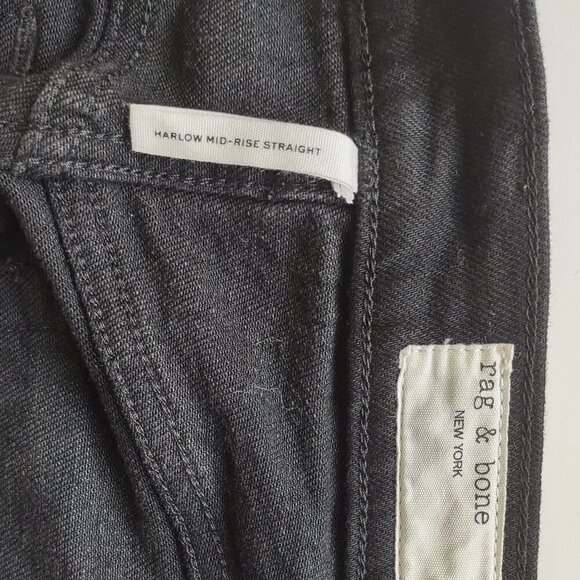 HARLOW MID-RISE STRAIGHT
rag & bone
NEW YORK